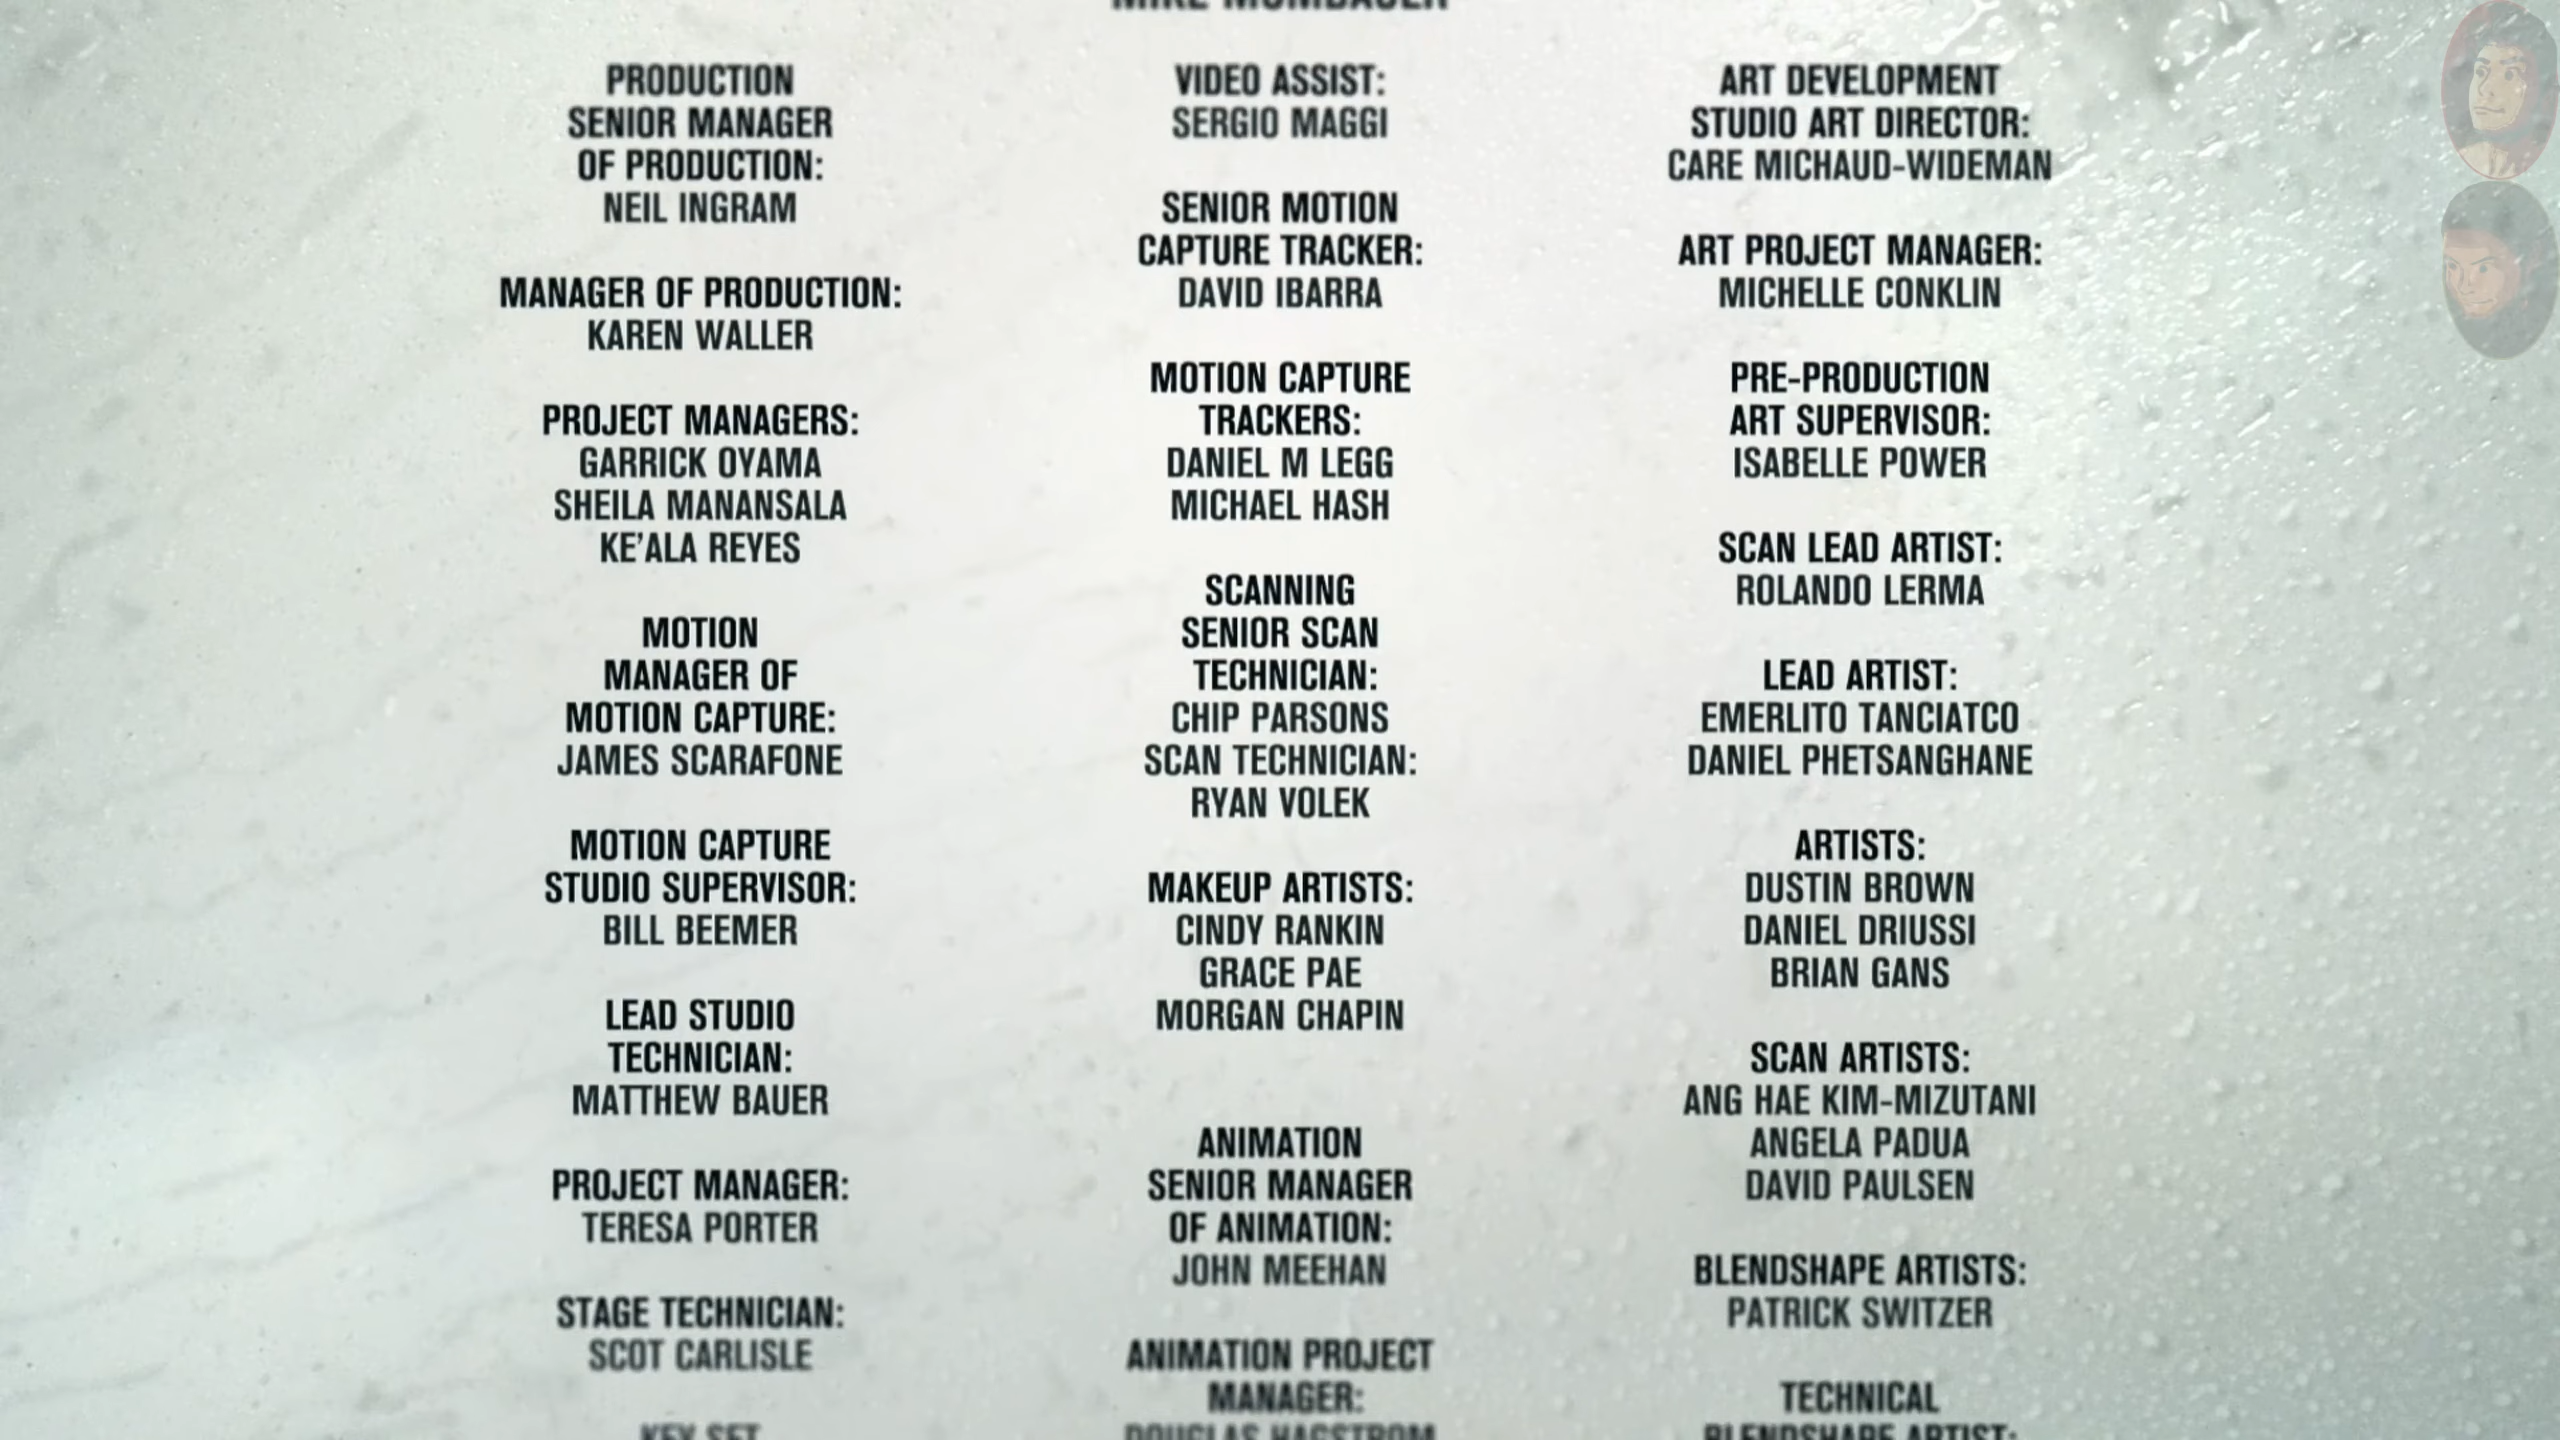 PRODUCTION
SENIOR MANAGER
OF PRODUCTION:
NEIL INGRAM
MANAGER OF PRODUCTION:
KAREN WALLER
PROJECT MANAGERS:
GARRICK OYAMA
SHEILA MANANSALA
KE'ALA REYES
MOTION
MANAGER OF
MOTION CAPTURE:
JAMES SCARAFONE
MOTION CAPTURE
STUDIO SUPERVISOR:
BILL BEEMER
LEAD STUDIO
TECHNICIAN:
MATTHEW BAUER
PROJECT MANAGER:
TERESA PORTER
STAGE TECHNICIAN:
SCOT CARLISLE
KEY SET
VIDEO ASSIST:
SERGIO MAGGI
SENIOR MOTION
CAPTURE TRACKER:
DAVID IBARRA
MOTION CAPTURE
TRACKERS:
DANIEL M LEGG
MICHAEL HASH
SCANNING
SENIOR SCAN
TECHNICIAN:
CHIP PARSONS
SCAN TECHNICIAN:
RYAN VOLEK
MAKEUP ARTISTS:
CINDY RANKIN
GRACE PAE
MORGAN CHAPIN
ANIMATION
SENIOR MANAGER
OF ANIMATION:
JOHN MEEHAN
ANIMATION PROJECT
MANAGER:
DOUGLAS HAGSTROM
ART DEVELOPMENT
STUDIO ART DIRECTOR:
CARE MICHAUD-WIDEMAN
ART PROJECT MANAGER:
MICHELLE CONKLIN
PRE-PRODUCTION
ART SUPERVISOR:
ISABELLE POWER
SCAN LEAD ARTIST:
ROLANDO LERMA
LEAD ARTIST:
EMERLITO TANCIATCO
DANIEL PHETSANGHANE
ARTISTS:
DUSTIN BROWN
DANIEL DRIUSSI
BRIAN GANS
SCAN ARTISTS:
ANG HAE KIM-MIZUTANI
ANGELA PADUA
DAVID PAULSEN
BLENDSHAPE ARTISTS:
PATRICK SWITZER
TECHNICAL
BLENDSHAPE ARTIST: